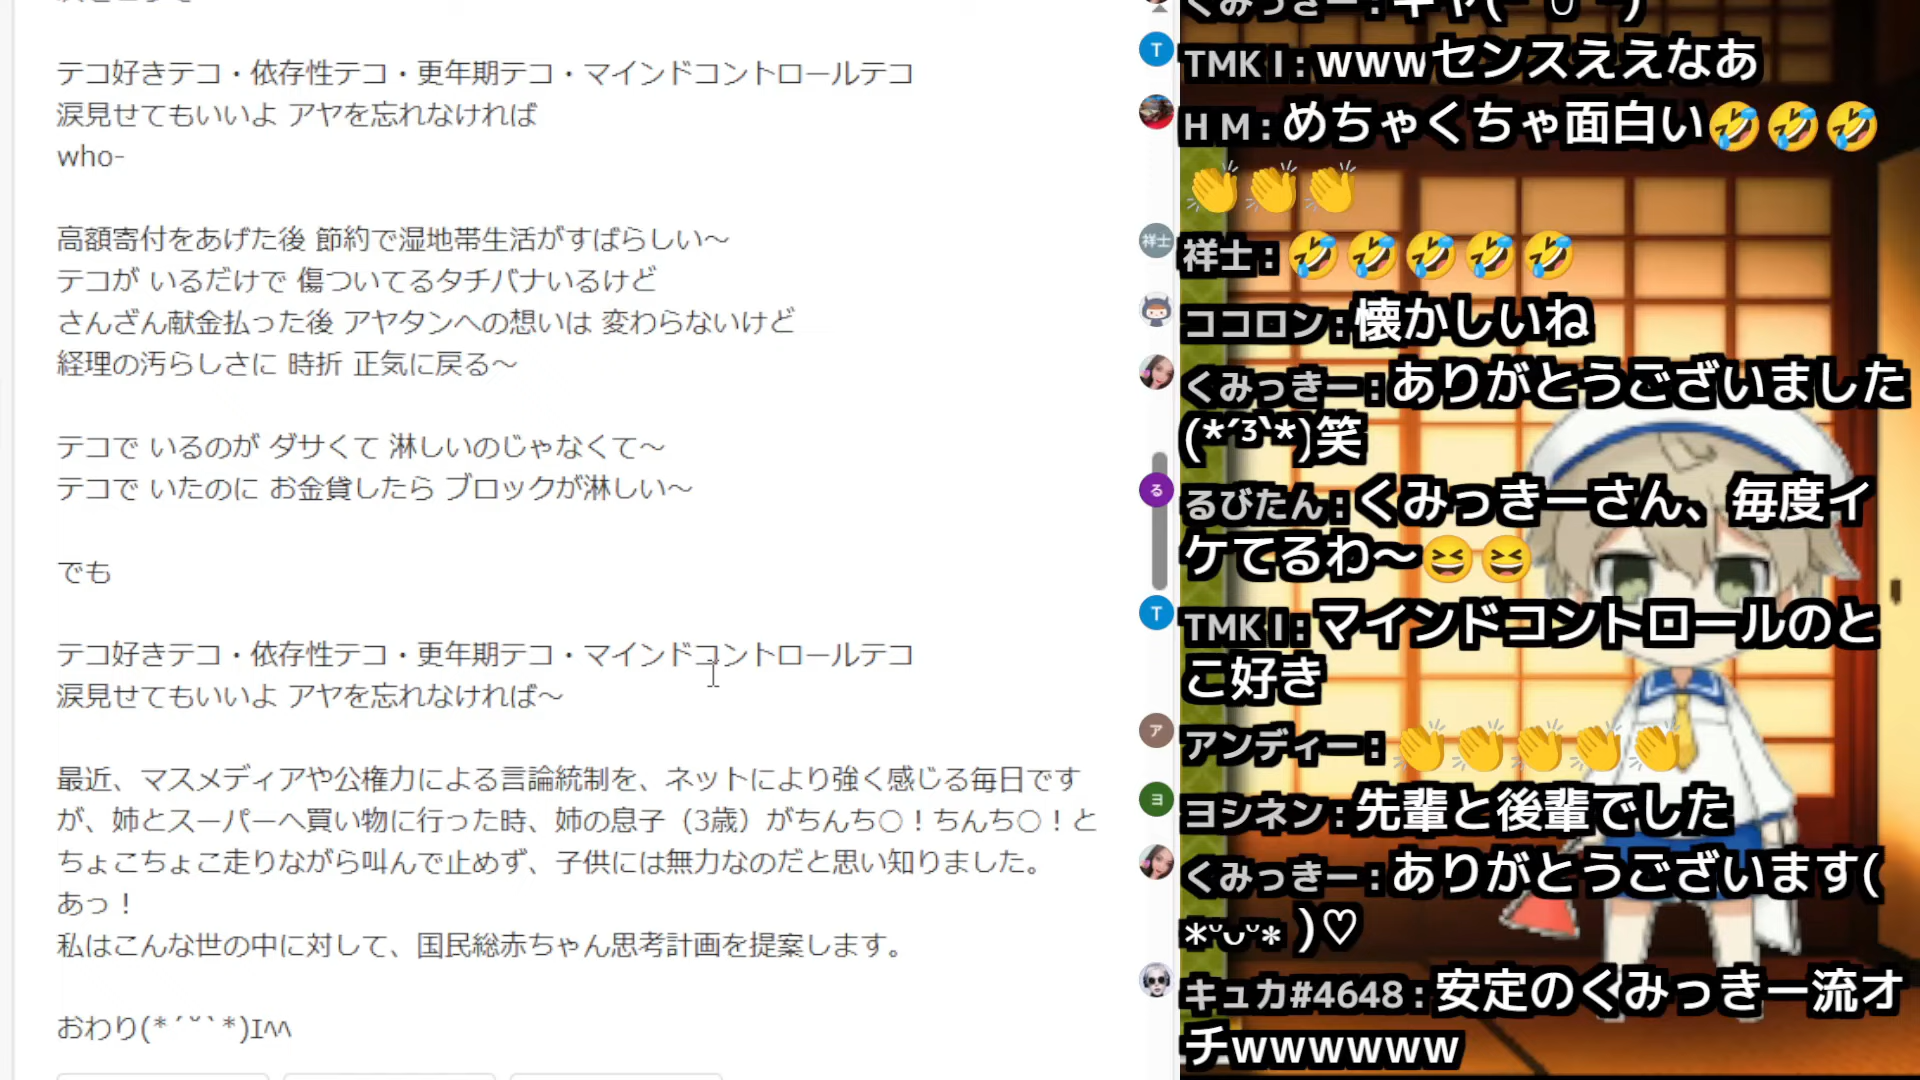 テコ好きテコ・依存性テコ・更年期テコ・マインドコントロールテコ
涙見せてもいいよ アヤを忘れなければ
who-
高額寄付をあげた後 節約で湿地帯生活がすばらしい〜
テコが いるだけで 傷ついてるタチバナいるけど
さんざん献金払った後 アヤタンへの想いは 変わらないけど
経理の汚らしさに 時折 正気に戻る〜
テコで いるのが ダサくて 淋しいのじゃなくて〜
テコで いたのに お金貸したら ブロックが淋しい〜
でも
テコ好きテコ・依存性テコ・更年期テコ・マインドコントロールテコ
涙見せてもいいよ アヤを忘れなければ〜
最近、マスメディアや公権力による言論統制を、ネットにより強く感じる毎日です
が、姉とスーパーへ買い物に行った時、姉の息子（3歳）がちんち○！ちんち○！と
ちょこちょこ走りながら叫んで止めず、子供には無力なのだと思い知りました。
あっ！
私はこんな世の中に対して、国民総赤ちゃん思考計画を提案します。
おわり(*´˘`*)エ^^
T TMK I : wwwセンスええなあ
H M : めちゃくちゃ面白い🤣🤣🤣
👏👏👏
祥士 祥士 : 🤣🤣🤣🤣🤣
ココロン : 懐かしいね
くみっきー : ありがとうございました
(*´³`*)笑
る るびたん : くみっきーさん、毎度イ
ケてるわ〜😆😆
T TMK I : マインドコントロールのと
こ好き
ア アンディー : 👏👏👏👏👏
ヨ ヨシネン : 先輩と後輩でした
くみっきー : ありがとうございます(
*ᵕᴗᵕ* )♡
キュカ#4648 : 安定のくみっきー流オ
チwwwwww